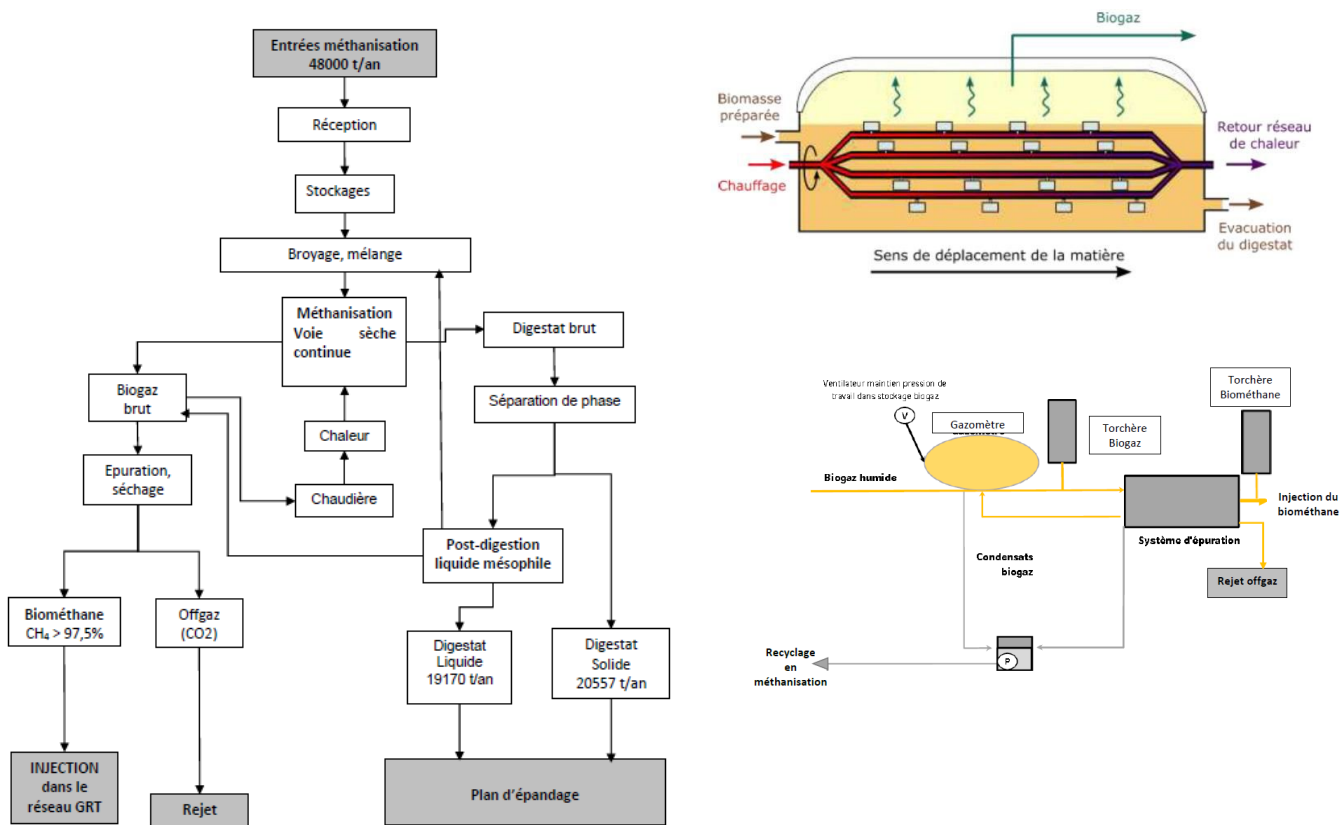 Entrées méthanisation
48000 t/an
Réception
Stockages
Broyage, mélange
Méthanisation
Voie sèche
continue
Digestat brut
Biogaz
brut
Séparation de phase
Chaleur
Epuration,
séchage
Chaudière
Post-digestion
liquide mésophile
Biométhane
CH₄ > 97,5%
Offgaz
(CO2)
Digestat
Liquide
19170 t/an
Digestat
Solide
20557 t/an
INJECTION
dans le
réseau GRT
Rejet
Plan d'épandage
Biogaz
Biomasse
préparée
Chauffage
Retour réseau
de chaleur
Evacuation
du digestat
Sens de déplacement de la matière
Ventilateur maintien pression de
travail dans stockage biogaz
V
Gazomètre
Torchère
Biogaz
Torchère
Biométhane
Biogaz humide
Injection du
biométhane
Système d'épuration
Condensats
biogaz
Rejet offgaz
P
Recyclage
en
méthanisation